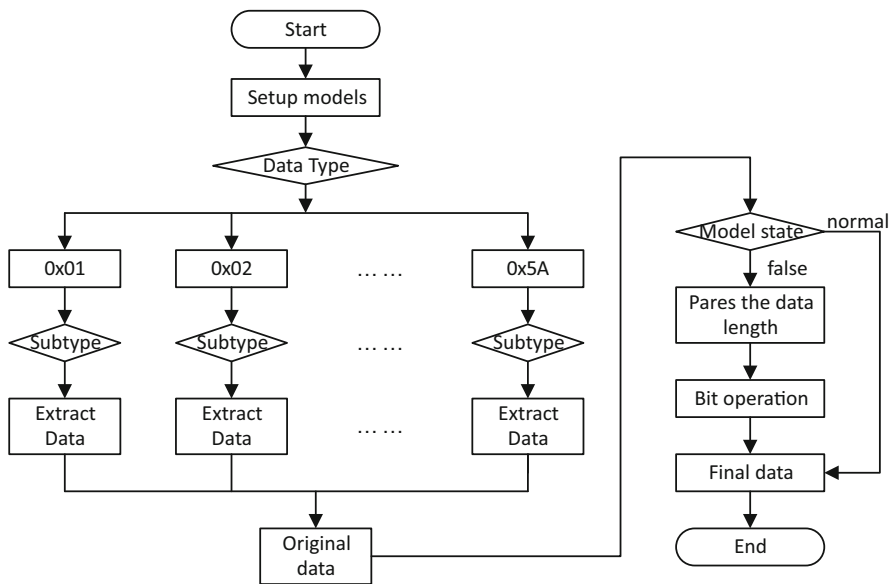 Start
Setup models
Data Type
0x01
0x02
... ...
0x5A
Subtype
Subtype
... ...
Subtype
Extract
Data
Extract
Data
... ...
Extract
Data
Original
data
Model state
normal
false
Pares the data
length
Bit operation
Final data
End